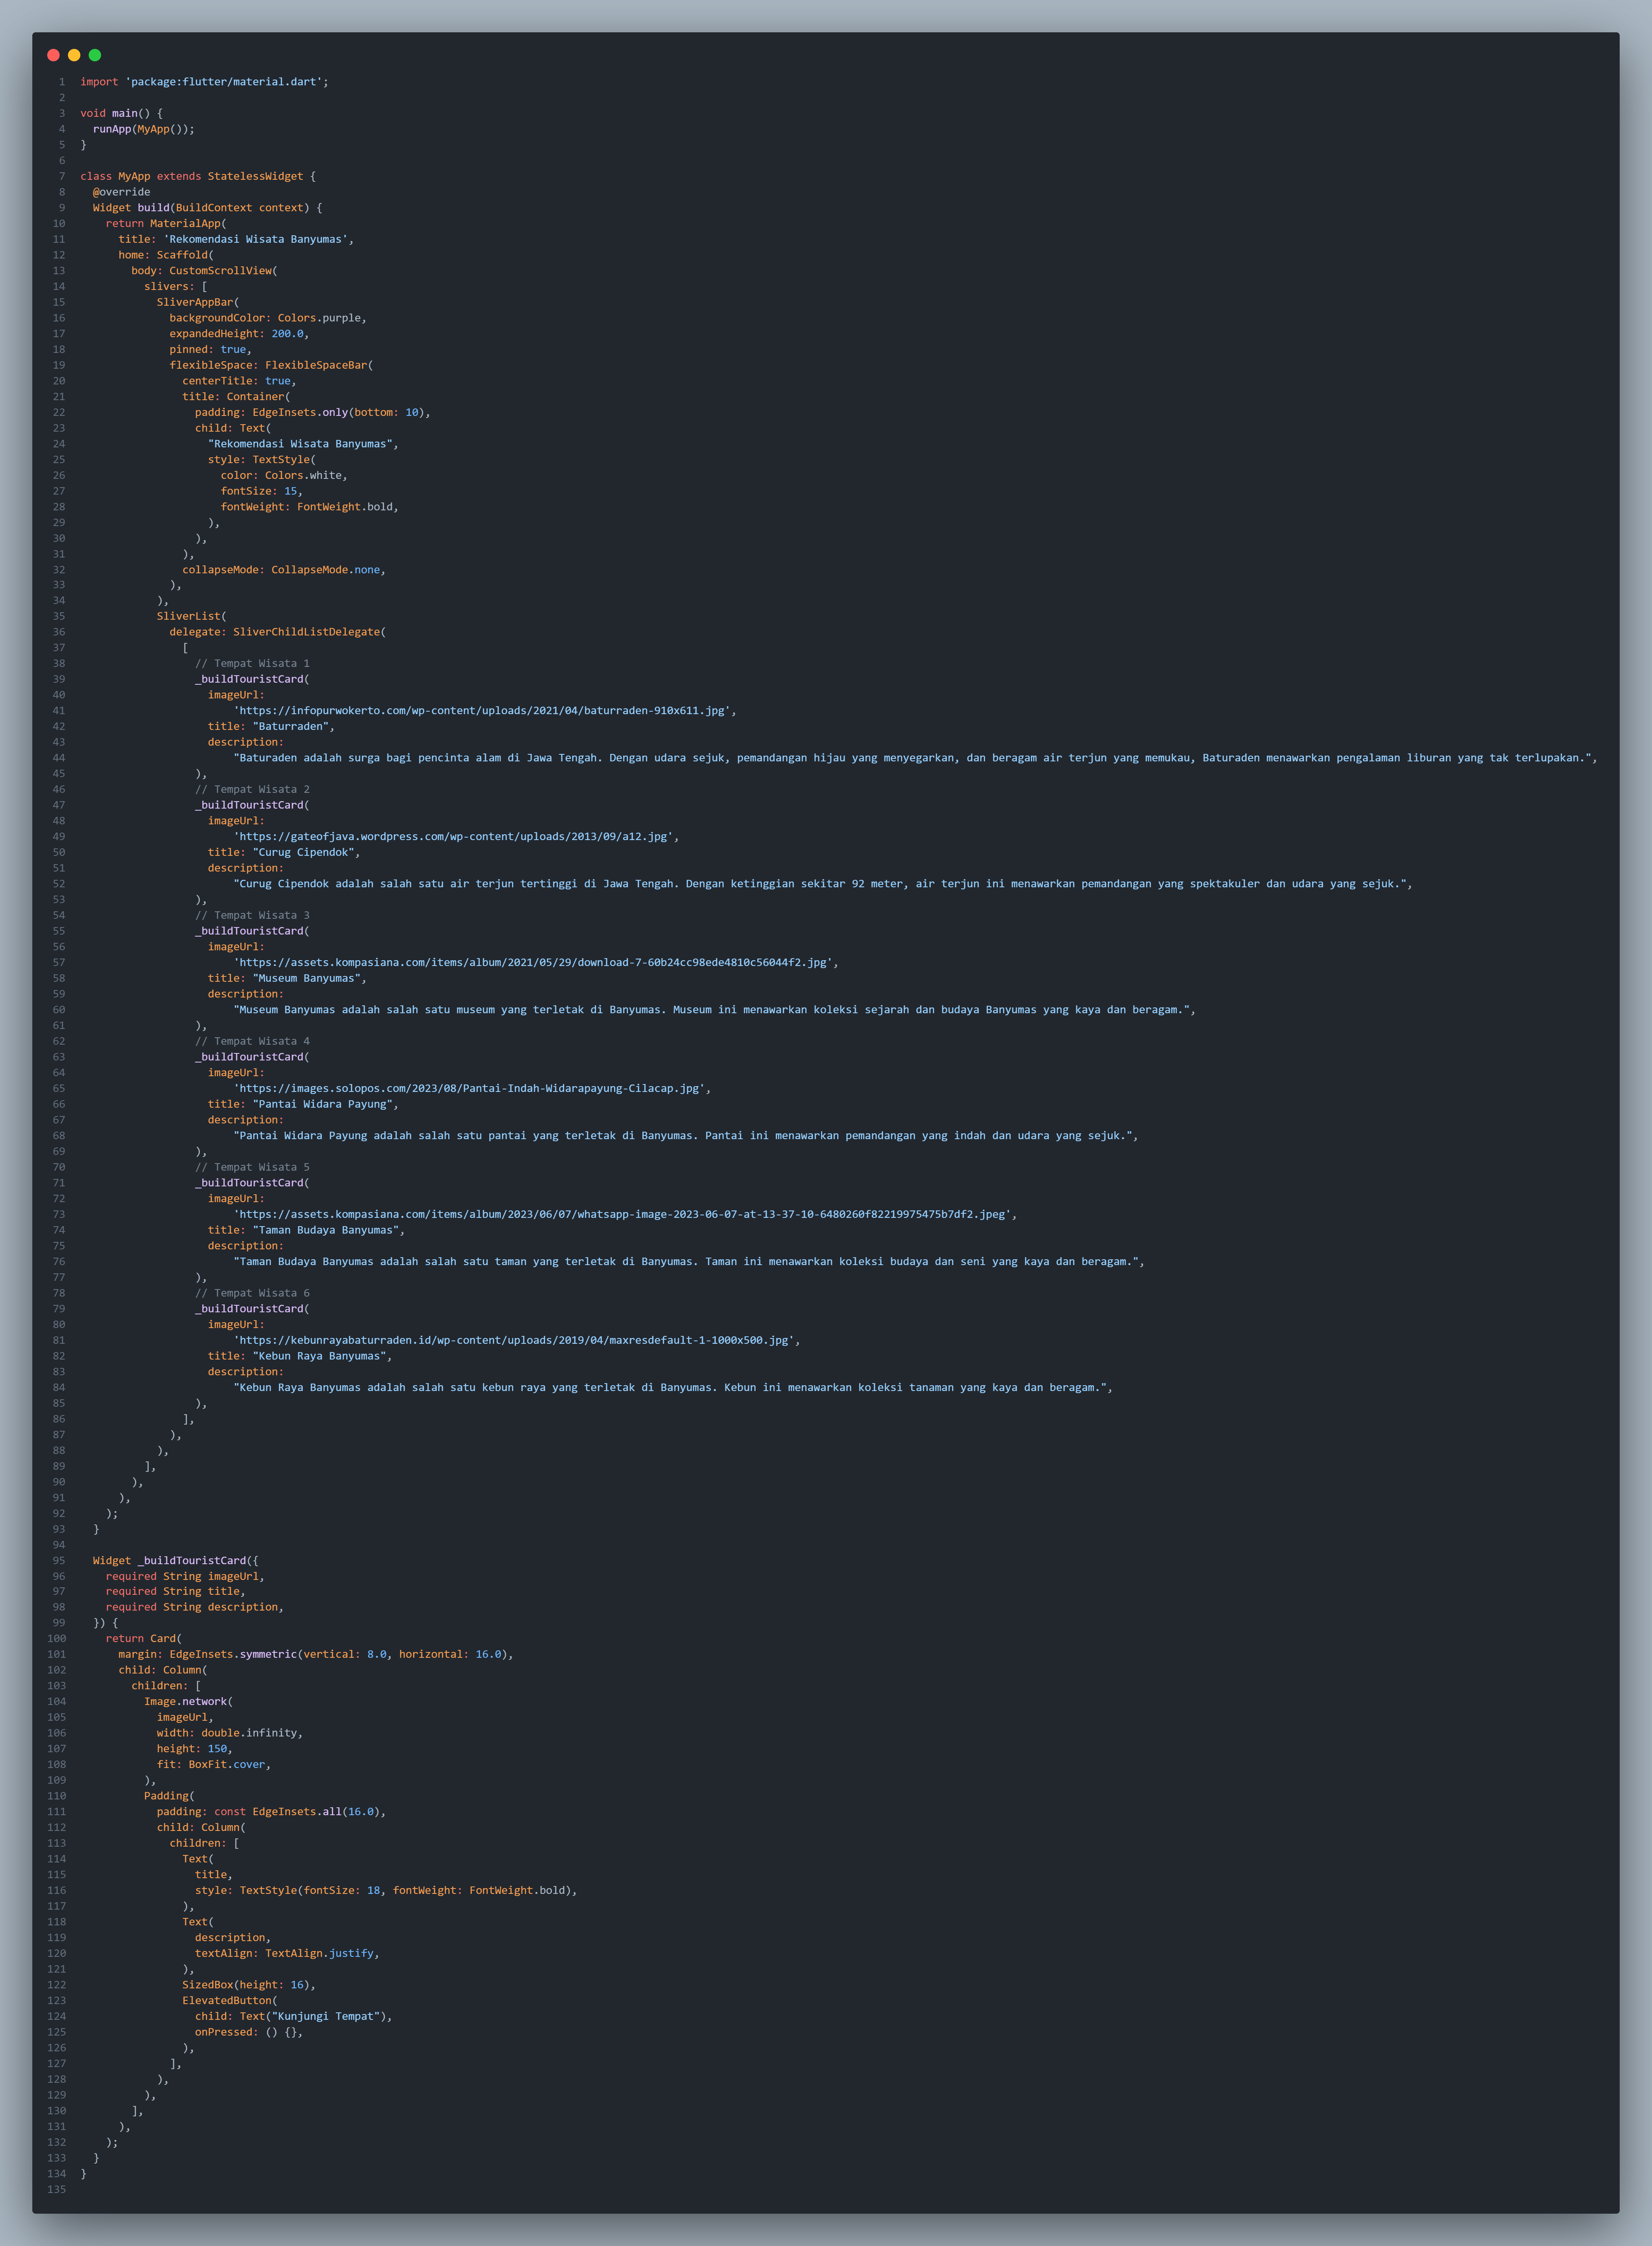 1 import 'package:flutter/material.dart';
2
3 void main() {
4   runApp(MyApp());
5 }
6
7 class MyApp extends StatelessWidget {
8   @override
9   Widget build(BuildContext context) {
10     return MaterialApp(
11       title: 'Rekomendasi Wisata Banyumas',
12       home: Scaffold(
13         body: CustomScrollView(
14           slivers: [
15             SliverAppBar(
16               backgroundColor: Colors.purple,
17               expandedHeight: 200.0,
18               pinned: true,
19               flexibleSpace: FlexibleSpaceBar(
20                 centerTitle: true,
21                 title: Container(
22                   padding: EdgeInsets.only(bottom: 10),
23                   child: Text(
24                     "Rekomendasi Wisata Banyumas",
25                     style: TextStyle(
26                       color: Colors.white,
27                       fontSize: 15,
28                       fontWeight: FontWeight.bold,
29                     ),
30                   ),
31                 ),
32                 collapseMode: CollapseMode.none,
33               ),
34             ),
35             SliverList(
36               delegate: SliverChildListDelegate(
37                 [
38                   // Tempat Wisata 1
39                   _buildTouristCard(
40                     imageUrl:
41                         'https://infopurwokerto.com/wp-content/uploads/2021/04/baturraden-910x611.jpg',
42                     title: "Baturraden",
43                     description:
44                         "Baturaden adalah surga bagi pencinta alam di Jawa Tengah. Dengan udara sejuk, pemandangan hijau yang menyegarkan, dan beragam air terjun yang memukau, Baturaden menawarkan pengalaman liburan yang tak terlupakan.",
45                   ),
46                   // Tempat Wisata 2
47                   _buildTouristCard(
48                     imageUrl:
49                         'https://gateofjava.wordpress.com/wp-content/uploads/2013/09/a12.jpg',
50                     title: "Curug Cipendok",
51                     description:
52                         "Curug Cipendok adalah salah satu air terjun tertinggi di Jawa Tengah. Dengan ketinggian sekitar 92 meter, air terjun ini menawarkan pemandangan yang spektakuler dan udara yang sejuk.",
53                   ),
54                   // Tempat Wisata 3
55                   _buildTouristCard(
56                     imageUrl:
57                         'https://assets.kompasiana.com/items/album/2021/05/29/download-7-60b24cc98ede4810c56044f2.jpg',
58                     title: "Museum Banyumas",
59                     description:
60                         "Museum Banyumas adalah salah satu museum yang terletak di Banyumas. Museum ini menawarkan koleksi sejarah dan budaya Banyumas yang kaya dan beragam.",
61                   ),
62                   // Tempat Wisata 4
63                   _buildTouristCard(
64                     imageUrl:
65                         'https://images.solopos.com/2023/08/Pantai-Indah-Widarapayung-Cilacap.jpg',
66                     title: "Pantai Widara Payung",
67                     description:
68                         "Pantai Widara Payung adalah salah satu pantai yang terletak di Banyumas. Pantai ini menawarkan pemandangan yang indah dan udara yang sejuk.",
69                   ),
70                   // Tempat Wisata 5
71                   _buildTouristCard(
72                     imageUrl:
73                         'https://assets.kompasiana.com/items/album/2023/06/07/whatsapp-image-2023-06-07-at-13-37-10-6480260f82219975475b7df2.jpeg',
74                     title: "Taman Budaya Banyumas",
75                     description:
76                         "Taman Budaya Banyumas adalah salah satu taman yang terletak di Banyumas. Taman ini menawarkan koleksi budaya dan seni yang kaya dan beragam.",
77                   ),
78                   // Tempat Wisata 6
79                   _buildTouristCard(
80                     imageUrl:
81                         'https://kebunrayabaturraden.id/wp-content/uploads/2019/04/maxresdefault-1-1000x500.jpg',
82                     title: "Kebun Raya Banyumas",
83                     description:
84                         "Kebun Raya Banyumas adalah salah satu kebun raya yang terletak di Banyumas. Kebun ini menawarkan koleksi tanaman yang kaya dan beragam.",
85                   ),
86                 ],
87               ),
88             ),
89           ],
90         ),
91       ),
92     );
93   }
94
95   Widget _buildTouristCard({
96     required String imageUrl,
97     required String title,
98     required String description,
99   }) {
100     return Card(
101       margin: EdgeInsets.symmetric(vertical: 8.0, horizontal: 16.0),
102       child: Column(
103         children: [
104           Image.network(
105             imageUrl,
106             width: double.infinity,
107             height: 150,
108             fit: BoxFit.cover,
109           ),
110           Padding(
111             padding: const EdgeInsets.all(16.0),
112             child: Column(
113               children: [
114                 Text(
115                   title,
116                   style: TextStyle(fontSize: 18, fontWeight: FontWeight.bold),
117                 ),
118                 Text(
119                   description,
120                   textAlign: TextAlign.justify,
121                 ),
122                 SizedBox(height: 16),
123                 ElevatedButton(
124                   child: Text("Kunjungi Tempat"),
125                   onPressed: () {},
126                 ),
127               ],
128             ),
129           ),
130         ],
131       ),
132     );
133   }
134 }
135